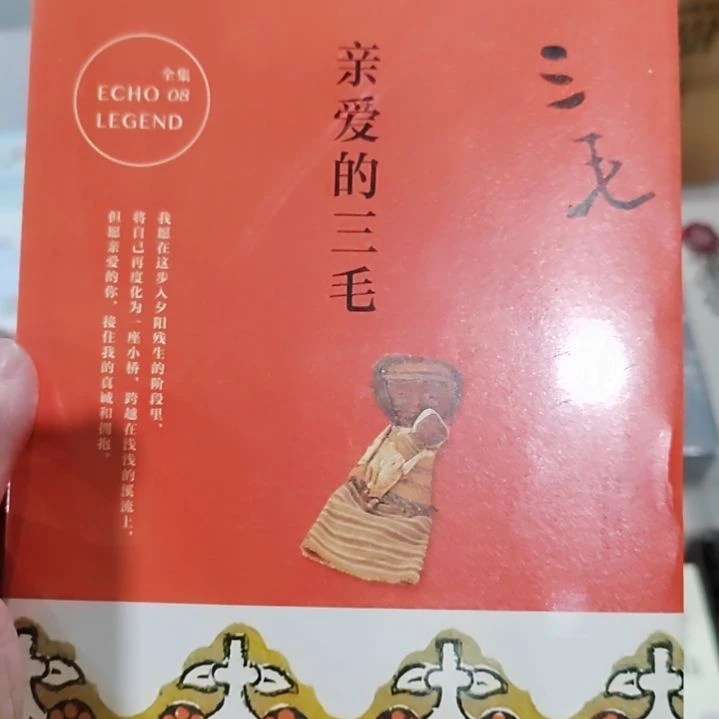 全集
ECHO 08
LEGEND
亲爱的三毛
三毛
我愿在这步入夕阳残生的阶段里，
将自己再度化为一座小桥，跨越在浅浅的溪流上，
但愿亲爱的你，接住我的真诚和拥抱。